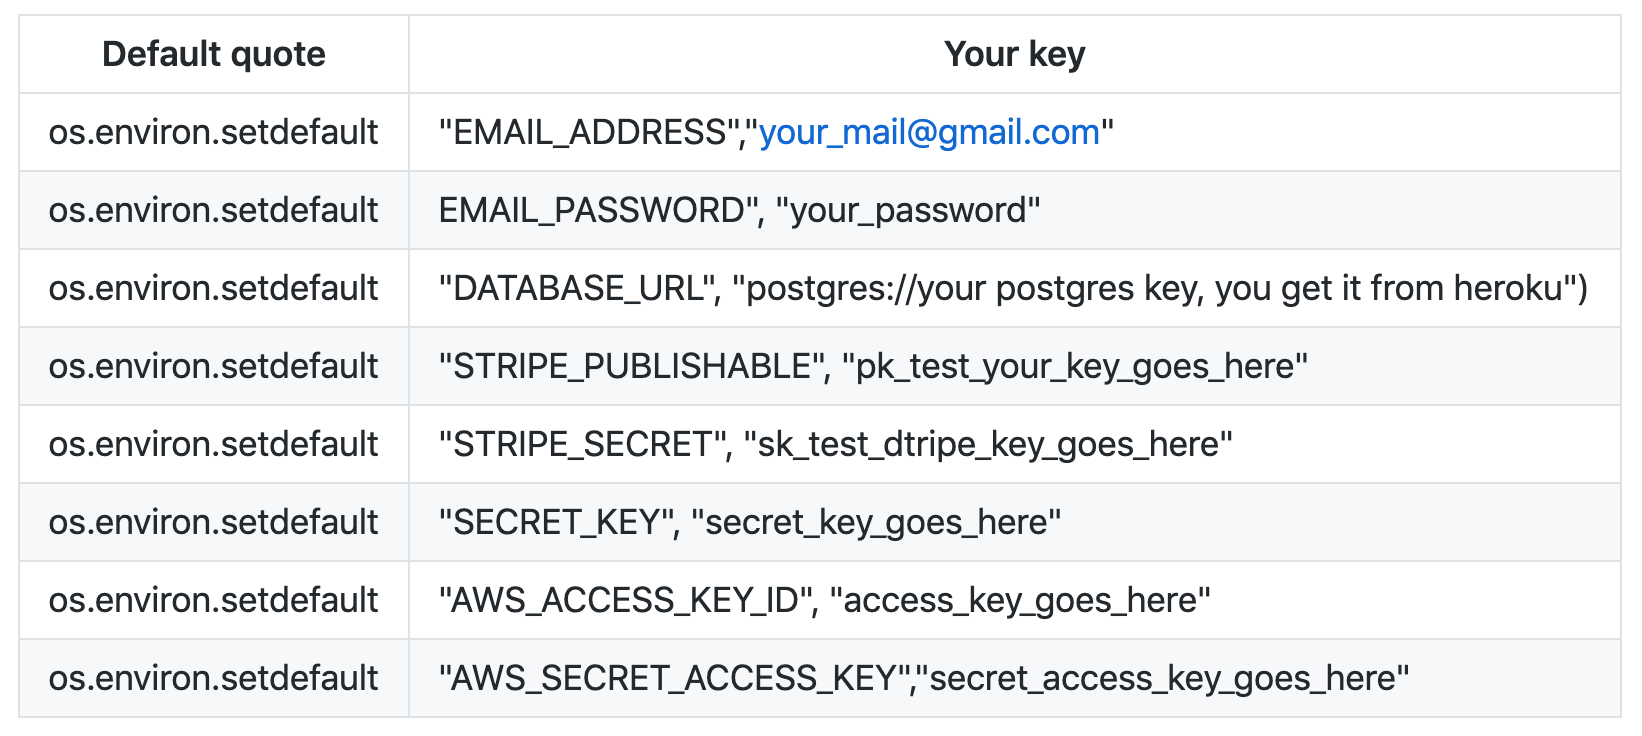 Default quote Your key
os.environ.setdefault "EMAIL_ADDRESS","your_mail@gmail.com"
os.environ.setdefault EMAIL_PASSWORD", "your_password"
os.environ.setdefault "DATABASE_URL", "postgres://your postgres key, you get it from heroku")
os.environ.setdefault "STRIPE_PUBLISHABLE", "pk_test_your_key_goes_here"
os.environ.setdefault "STRIPE_SECRET", "sk_test_dtripe_key_goes_here"
os.environ.setdefault "SECRET_KEY", "secret_key_goes_here"
os.environ.setdefault "AWS_ACCESS_KEY_ID", "access_key_goes_here"
os.environ.setdefault "AWS_SECRET_ACCESS_KEY","secret_access_key_goes_here"